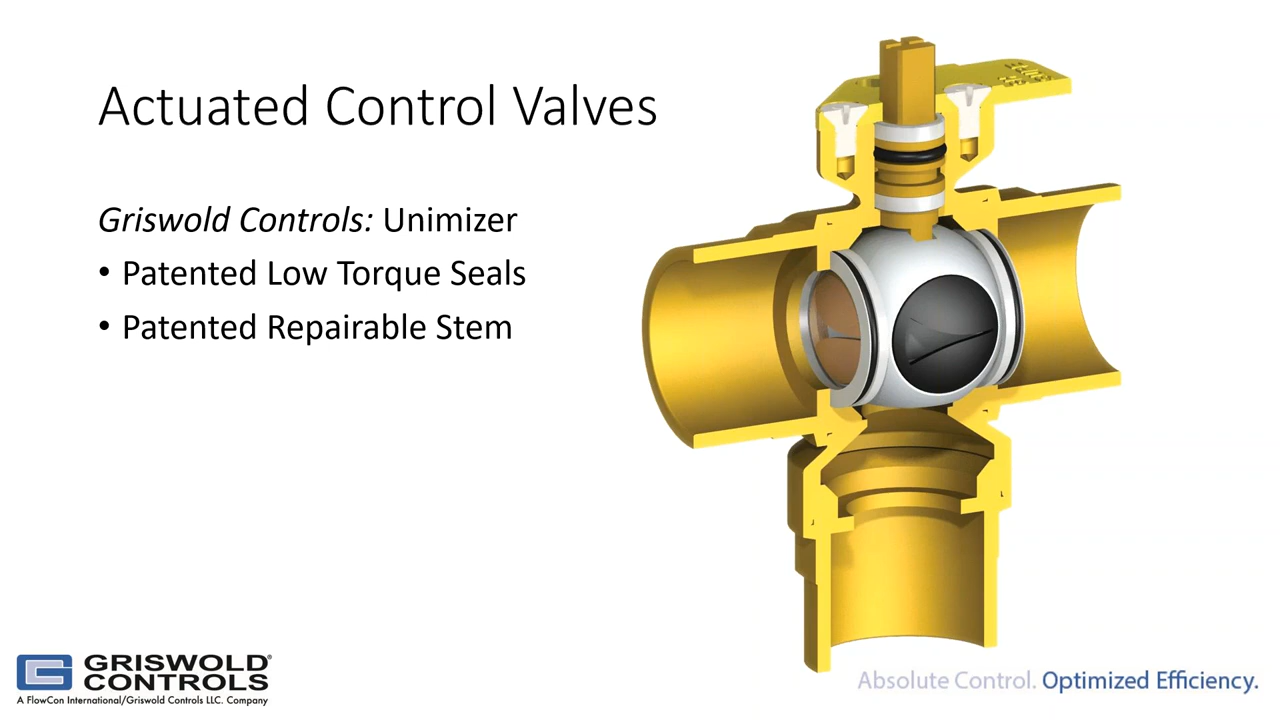 Actuated Control Valves
Griswold Controls: Unimizer
• Patented Low Torque Seals
• Patented Repairable Stem
GRISWOLD®
CONTROLS
A FlowCon International/Griswold Controls LLC. Company
Absolute Control. Optimized Efficiency.